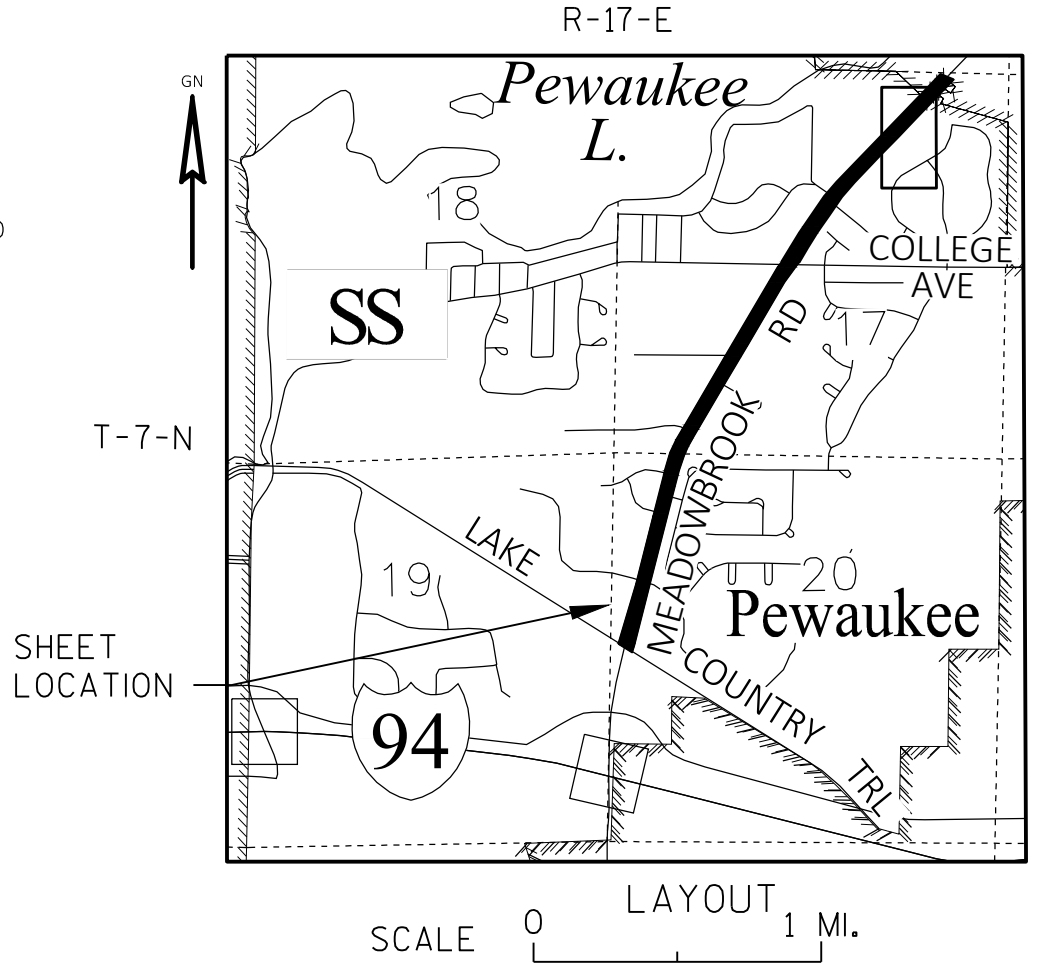 R-17-E
GN
Pewaukee
L.
18
COLLEGE
AVE
SS
RD
T-7-N
MEADOWBROOK
LAKE
19
20
Pewaukee
SHEET
LOCATION
COUNTRY
94
TRL
LAYOUT
SCALE
0
1 MI.